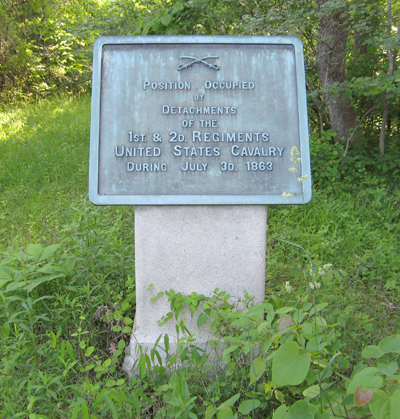 Position Occupied
by
Detachments
of the
1st. & 2d. Regiments
United States Cavalry
During July 3d. 1863